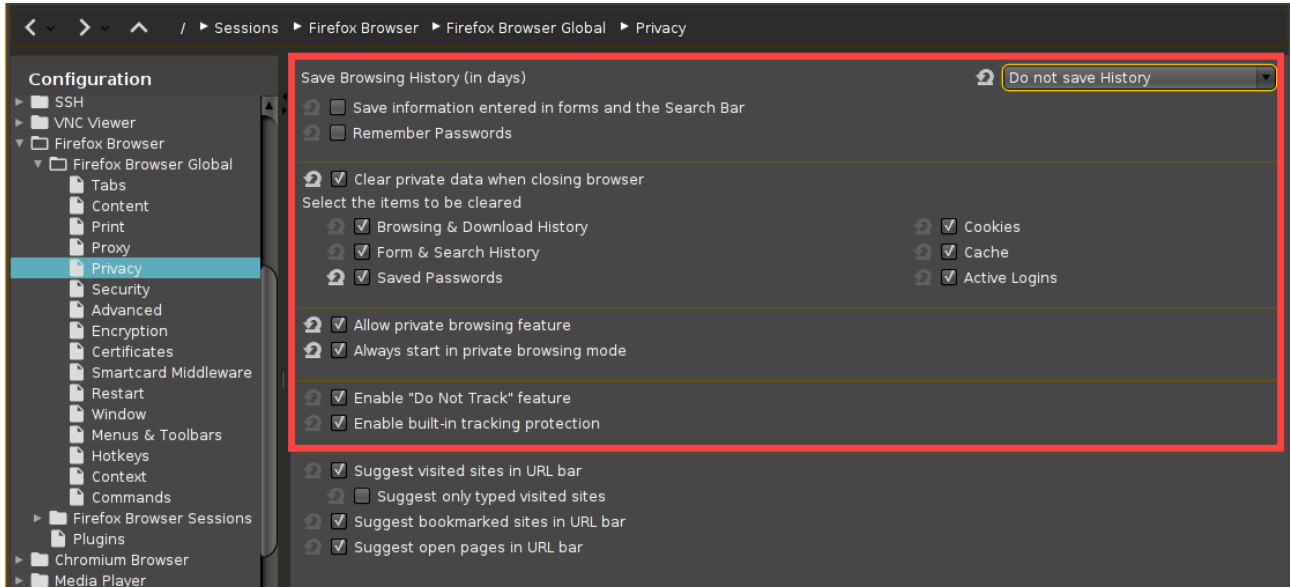 / Sessions Firefox Browser Firefox Browser Global Privacy
Configuration
SSH
VNC Viewer
Firefox Browser
Firefox Browser Global
Tabs
Content
Print
Proxy
Privacy
Security
Advanced
Encryption
Certificates
Smartcard Middleware
Restart
Window
Menus & Toolbars
Hotkeys
Context
Commands
Firefox Browser Sessions
Plugins
Chromium Browser
Media Player
Save Browsing History (in days) Do not save History
Save information entered in forms and the Search Bar
Remember Passwords
Clear private data when closing browser
Select the items to be cleared
Browsing & Download History Cookies
Form & Search History Cache
Saved Passwords Active Logins
Allow private browsing feature
Always start in private browsing mode
Enable "Do Not Track" feature
Enable built-in tracking protection
Suggest visited sites in URL bar
Suggest only typed visited sites
Suggest bookmarked sites in URL bar
Suggest open pages in URL bar